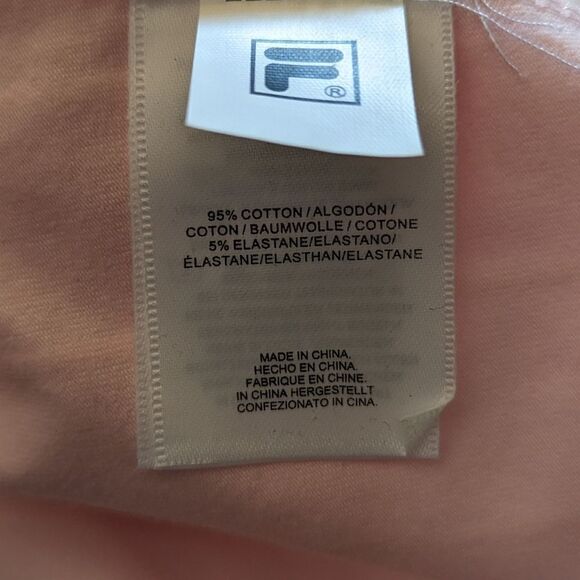 F
®
95% COTTON / ALGODÓN /
COTON / BAUMWOLLE / COTONE
5% ELASTANE/ELASTANO/
ÉLASTANE/ELASTHAN/ELASTANE
MADE IN CHINA.
HECHO EN CHINA.
FABRIQUE EN CHINE.
IN CHINA HERGESTELLT
CONFEZIONATO IN CINA.